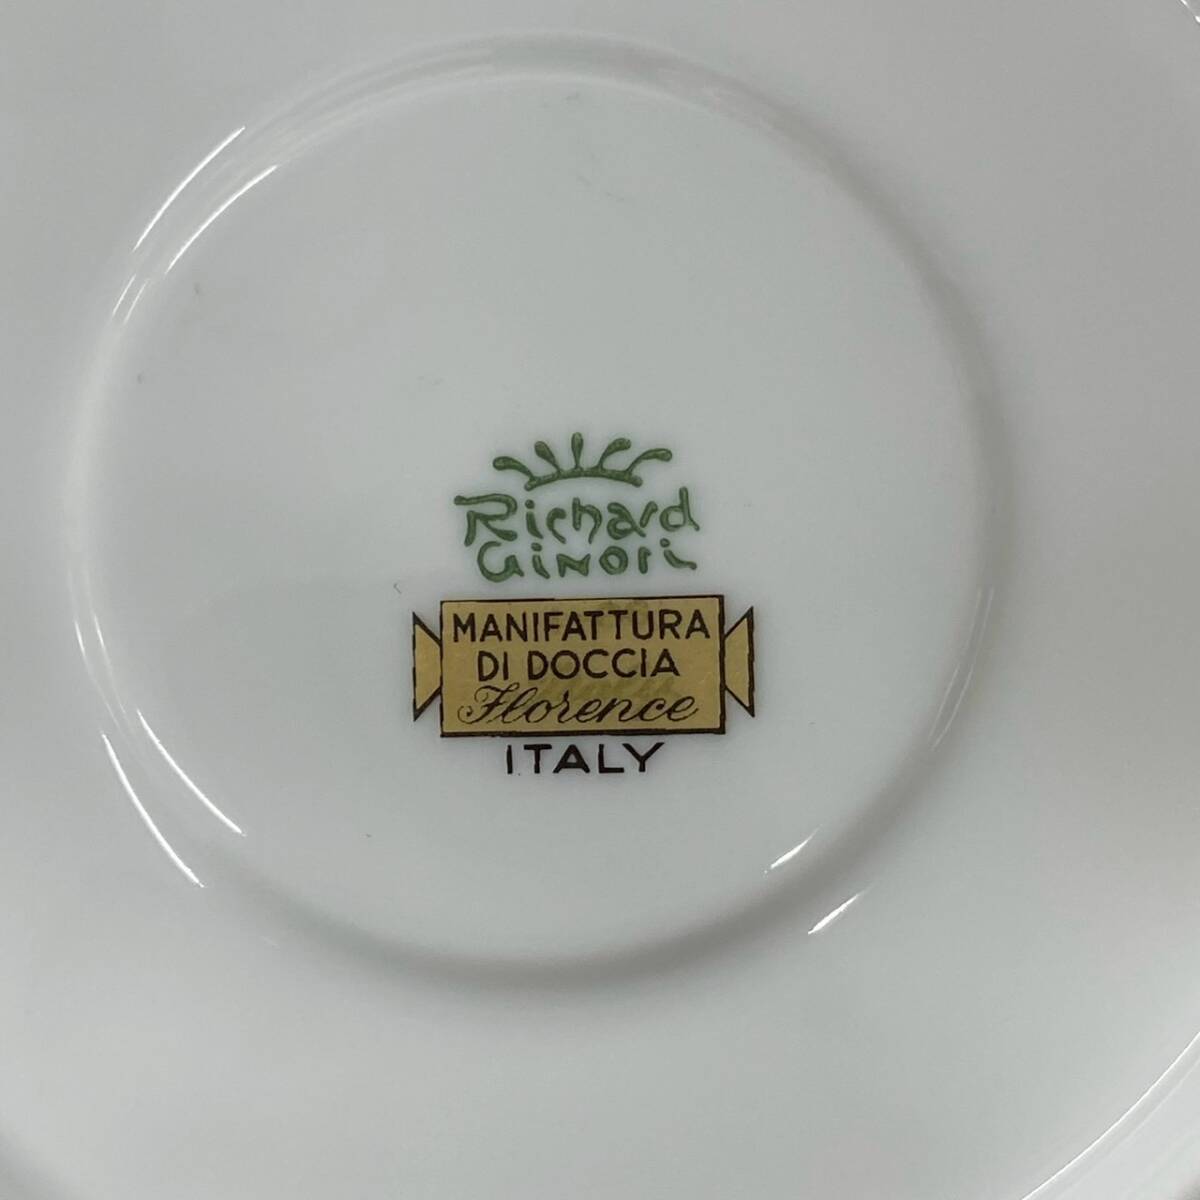 Richard
Ginori
MANIFATTURA
DI DOCCIA
Florence
ITALY